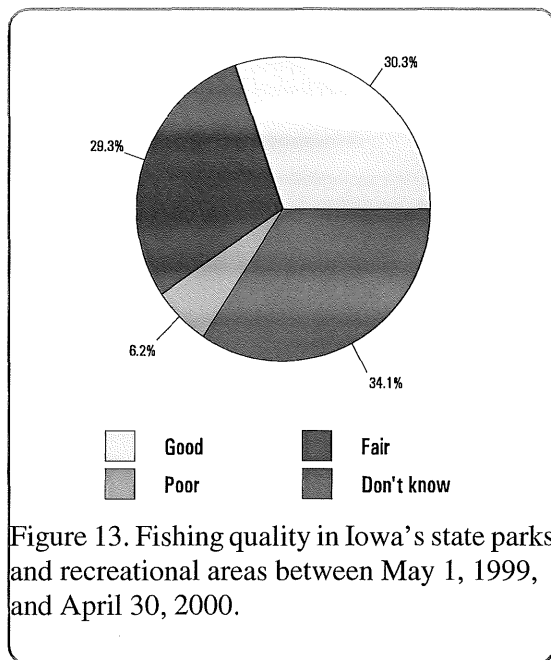 30.3%
29.3%
6.2%
34.1%
Good
Fair
Poor
Don't know
Figure 13. Fishing quality in Iowa's state parks
and recreational areas between May 1, 1999,
and April 30, 2000.